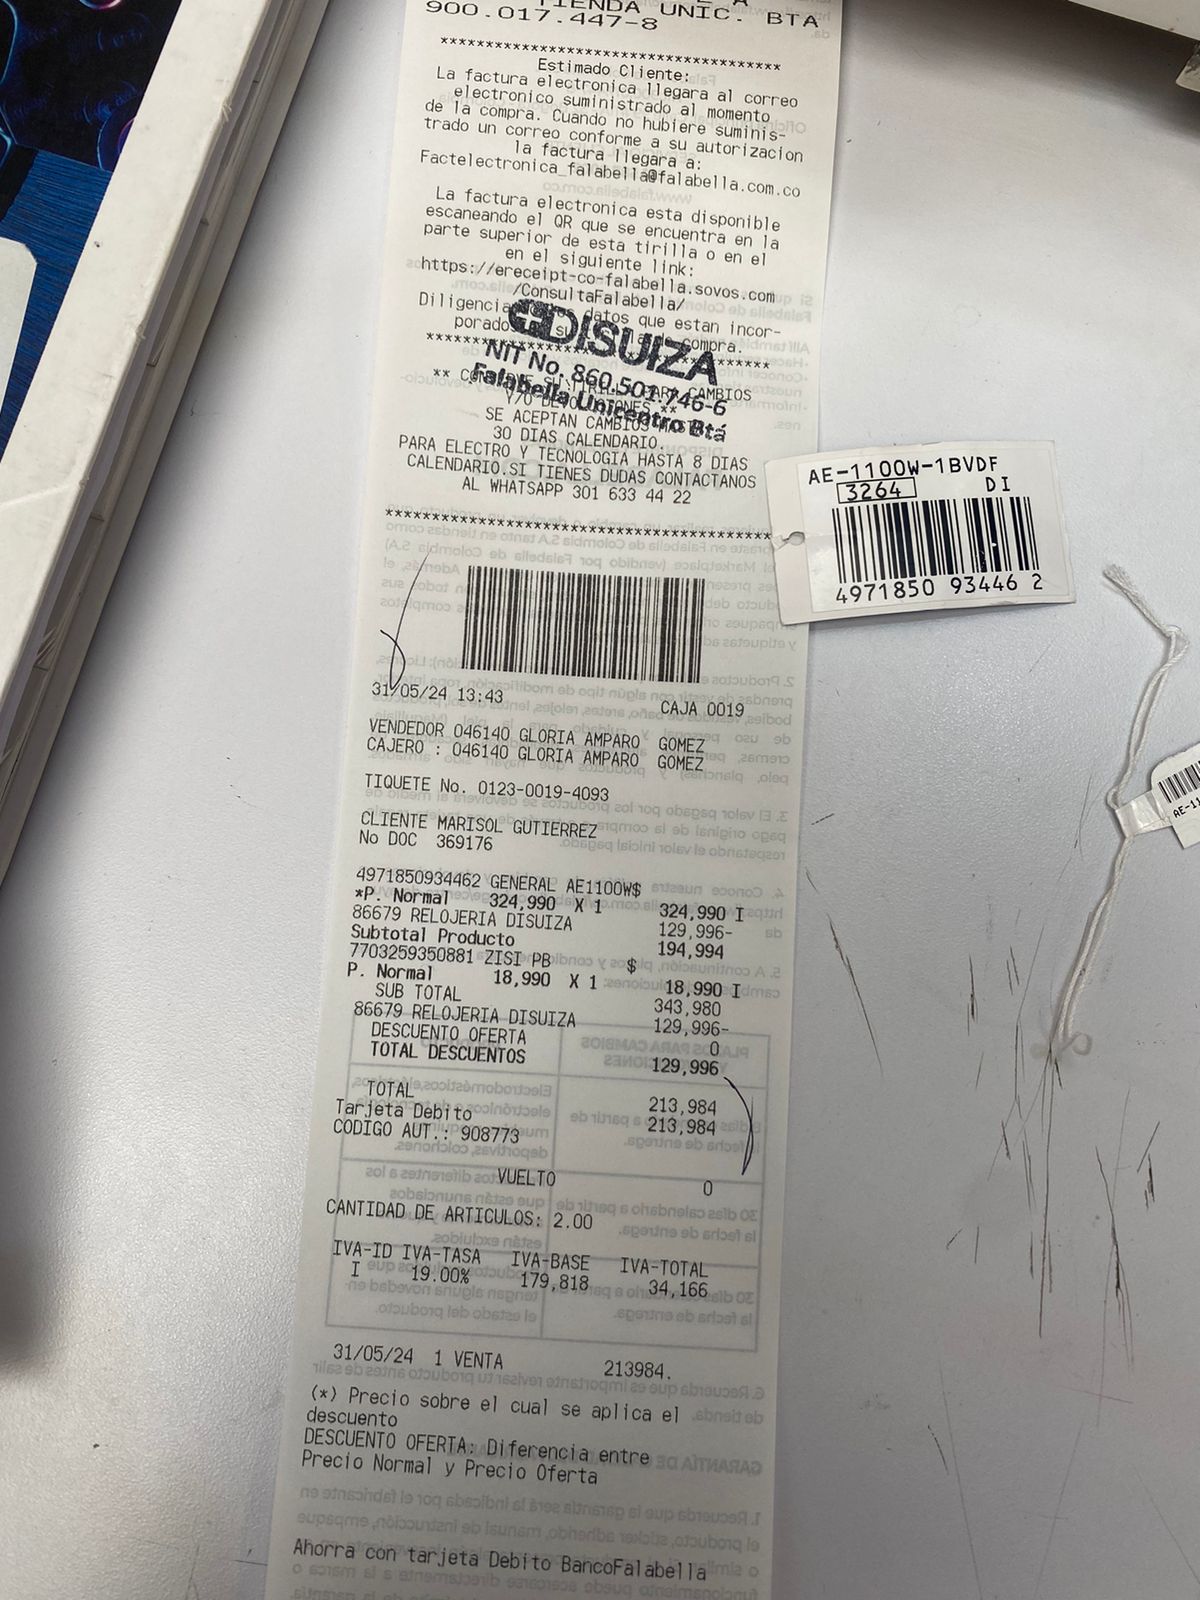 TIENDA UNIC. BTA
900.017.447-8
************************************
Estimado Cliente:
La factura electronica llegara al correo
electronico suministrado al momento
de la compra. Cuando no hubiere suminis-
trado un correo conforme a su autorizacion
la factura llegara a:
Factelectronica_falabella@falabella.com.co
La factura electronica esta disponible
escaneando el QR que se encuentra en la
parte superior de esta tirilla o en el
en el siguiente link:
https://ereceipt-co-falabella.sovos.com
/ConsultaFalabella/
Diligencia datos que estan incor-
porado compra.
DISUIZA
NIT No. 860.501.746-6
Falabella Unicentro Btá
** CAMBIOS
Y/O **
SE ACEPTAN CAMBIOS
30 DIAS CALENDARIO.
PARA ELECTRO Y TECNOLOGIA HASTA 8 DIAS
CALENDARIO.SI TIENES DUDAS CONTACTANOS
AL WHATSAPP 301 633 44 22
****************************************
31/05/24 13:43 CAJA 0019
VENDEDOR 046140 GLORIA AMPARO GOMEZ
CAJERO : 046140 GLORIA AMPARO GOMEZ
TIQUETE No. 0123-0019-4093
CLIENTE MARISOL GUTIERREZ
No DOC 369176
4971850934462 GENERAL AE1100W$
*P. Normal 324,990 X 1 324,990 I
86679 RELOJERIA DISUIZA 129,996-
Subtotal Producto 194,994
7703259350881 ZISI PB $
P. Normal 18,990 X 1 18,990 I
SUB TOTAL 343,980
86679 RELOJERIA DISUIZA 129,996-
DESCUENTO OFERTA 0
TOTAL DESCUENTOS 129,996
TOTAL 213,984
Tarjeta Debito 213,984
CODIGO AUT.: 908773
VUELTO 0
CANTIDAD DE ARTICULOS: 2.00
IVA-ID IVA-TASA IVA-BASE IVA-TOTAL
I 19.00% 179,818 34,166
31/05/24 1 VENTA 213984.
(*) Precio sobre el cual se aplica el
descuento
DESCUENTO OFERTA: Diferencia entre
Precio Normal y Precio Oferta
Ahorra con tarjeta Debito BancoFalabella
AE-1100W-1BVDF
3264 DI
4971850 93446 2
AE-11